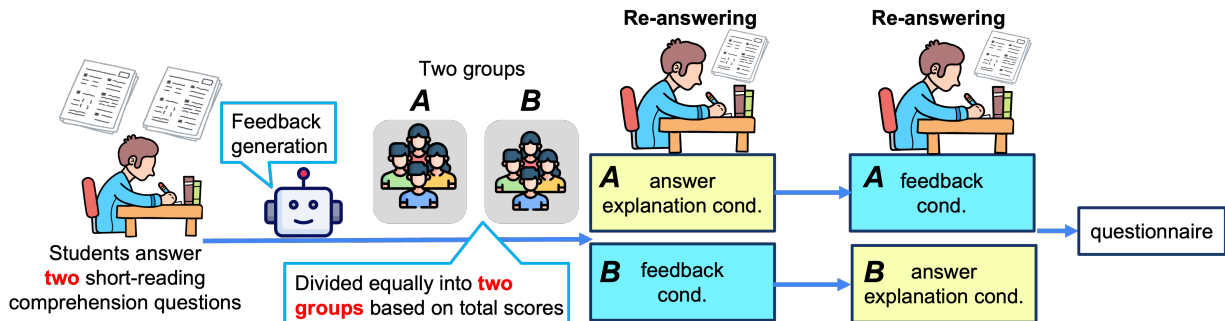 Students answer
two short-reading
comprehension questions
Feedback
generation
Two groups
A B
Divided equally into two
groups based on total scores
Re-answering
A answer
explanation cond.
B feedback
cond.
Re-answering
A feedback
cond.
B answer
explanation cond.
questionnaire